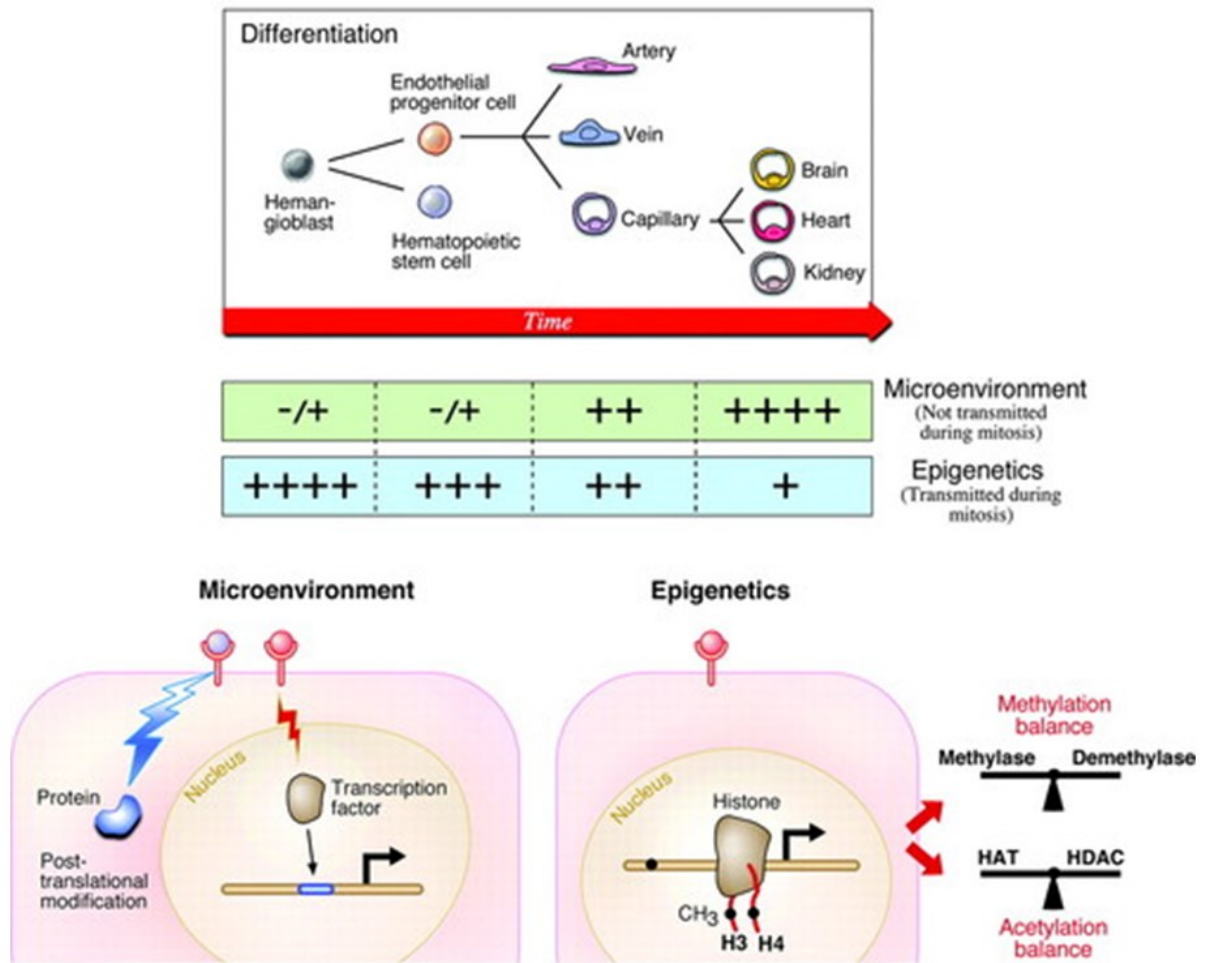 Differentiation
Artery
Endothelial
progenitor cell
Vein
Brain
Heman-
gioblast
Capillary
Heart
Hematopoietic
stem cell
Kidney
Time
-/+ -/+ ++ ++++
Microenvironment
(Not transmitted
during mitosis)
++++ +++ ++ +
Epigenetics
(Transmitted during
mitosis)
Microenvironment
Nucleus
Protein
Transcription
factor
Post-
translational
modification
Epigenetics
Nucleus
Histone
CH3
H3 H4
Methylation
balance
Methylase Demethylase
HAT HDAC
Acetylation
balance